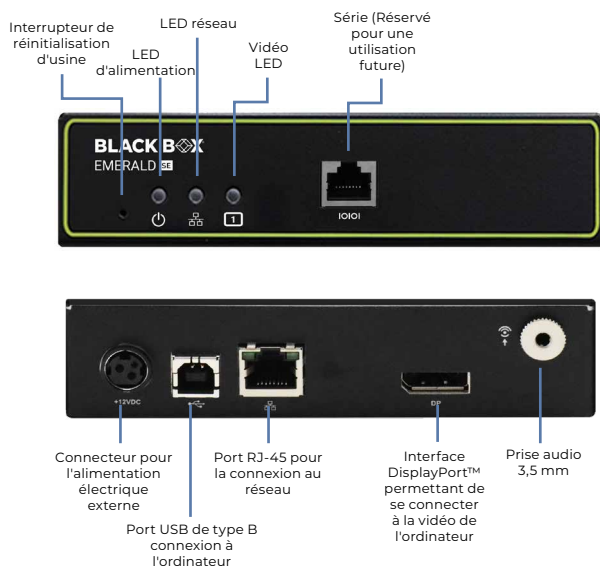 Interrupteur de
réinitialisation
d'usine
LED
d'alimentation
LED réseau
Vidéo
LED
Série (Réservé
pour une
utilisation
future)
BLACK BOX
EMERALD SE
1
IOIOI
+12VDC
DP
Connecteur pour
l'alimentation
électrique
externe
Port USB de type B
connexion à
l'ordinateur
Port RJ-45 pour
la connexion au
réseau
Interface
DisplayPort™
permettant de
se connecter
à la vidéo de
l'ordinateur
Prise audio
3,5 mm